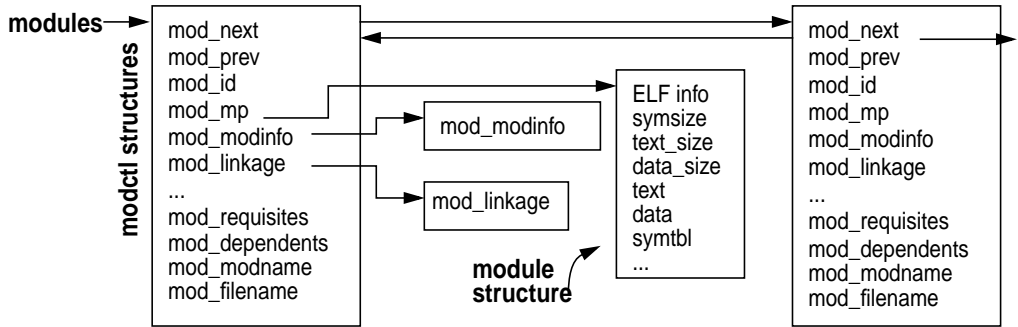 modules
modctl structures
mod_next
mod_prev
mod_id
mod_mp
mod_modinfo
mod_linkage
...
mod_requisites
mod_dependents
mod_modname
mod_filename
mod_modinfo
mod_linkage
ELF info
symsize
text_size
data_size
text
data
symtbl
...
module
structure
mod_next
mod_prev
mod_id
mod_mp
mod_modinfo
mod_linkage
...
mod_requisites
mod_dependents
mod_modname
mod_filename